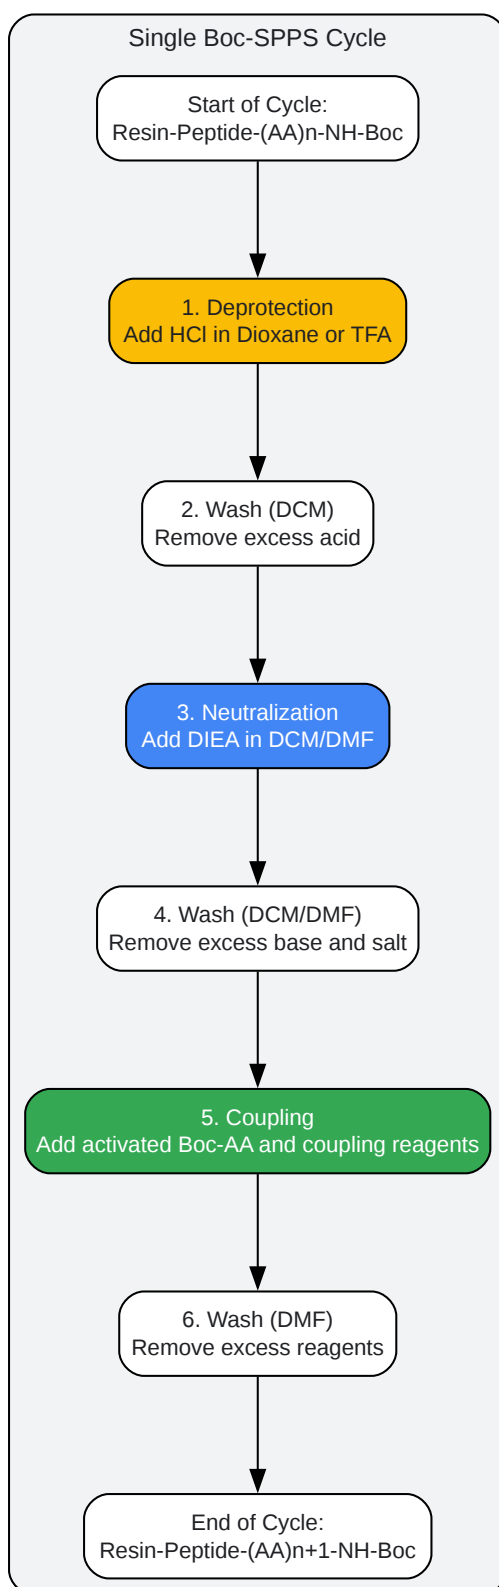 Single Boc-SPPS Cycle
Start of Cycle:
Resin-Peptide-(AA)n-NH-Boc
1. Deprotection
Add HCl in Dioxane or TFA
2. Wash (DCM)
Remove excess acid
3. Neutralization
Add DIEA in DCM/DMF
4. Wash (DCM/DMF)
Remove excess base and salt
5. Coupling
Add activated Boc-AA and coupling reagents
6. Wash (DMF)
Remove excess reagents
End of Cycle:
Resin-Peptide-(AA)n+1-NH-Boc